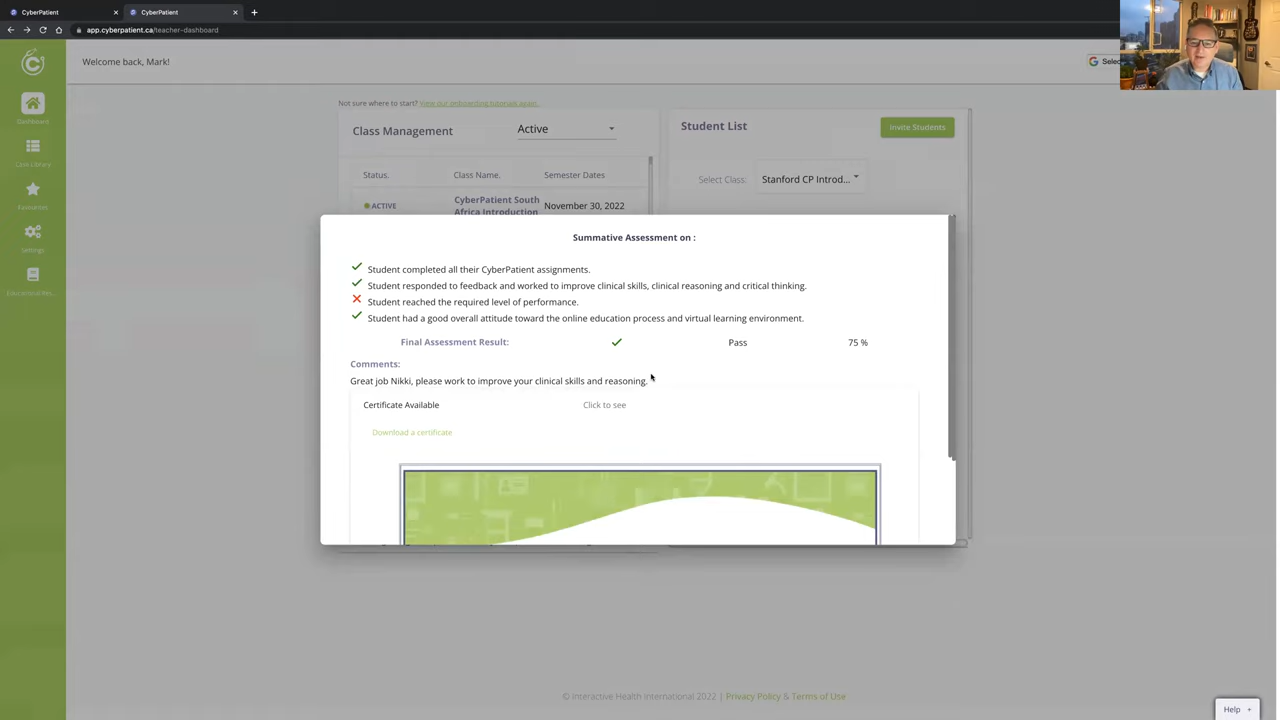 CyberPatient
CyberPatient
app.cyberpatient.ca/teacher-dashboard
Welcome back, Mark!
G Selec
Dashboard
Class Library
Favourites
Settings
Not sure where to start? View our onboarding tutorials again.
Class Management
Active
Status.
Class Name.
Semester Dates
ACTIVE
CyberPatient South
Africa Introduction
November 30, 2022
Student List
Invite Students
Select Class:
Stanford CP Introd...
Summative Assessment on :
Student completed all their CyberPatient assignments.
Student responded to feedback and worked to improve clinical skills, clinical reasoning and critical thinking.
Student reached the required level of performance.
Student had a good overall attitude toward the online education process and virtual learning environment.
Final Assessment Result:
Pass
75 %
Comments:
Great job Nikki, please work to improve your clinical skills and reasoning.
Certificate Available
Click to see
Download a certificate
© Interactive Health International 2022 | Privacy Policy & Terms of Use
Help +